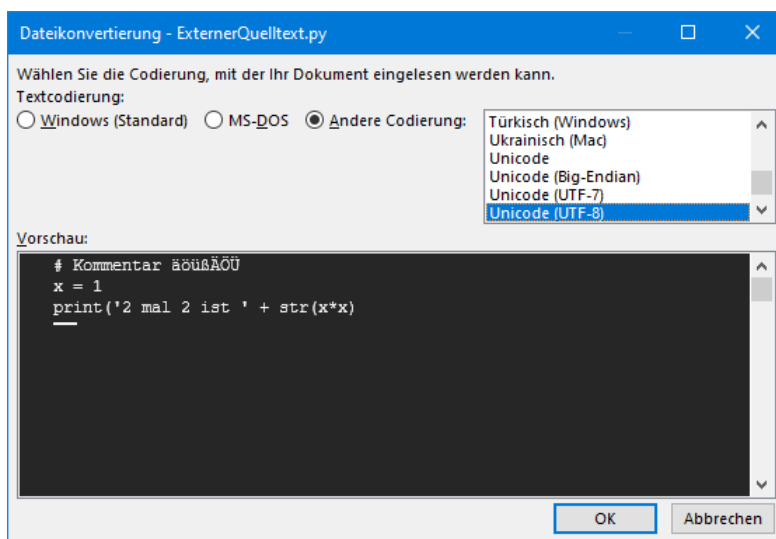 Dateikonvertierung - ExternerQuelltext.py
Wählen Sie die Codierung, mit der Ihr Dokument eingelesen werden kann.
Textcodierung:
Windows (Standard) MS-DOS Andere Codierung:
Türkisch (Windows)
Ukrainisch (Mac)
Unicode
Unicode (Big-Endian)
Unicode (UTF-7)
Unicode (UTF-8)
Vorschau:
# Kommentar äöüßÄÖÜ
x = 1
print('2 mal 2 ist ' + str(x*x)
OK Abbrechen